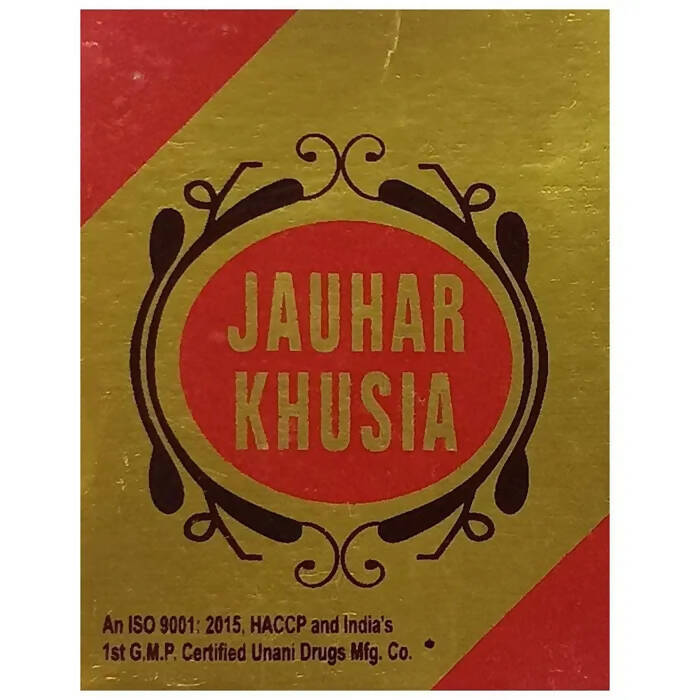 JAUHAR
KHUSIA
An ISO 9001: 2015, HACCP and India's
1st G.M.P. Certified Unani Drugs Mfg. Co.